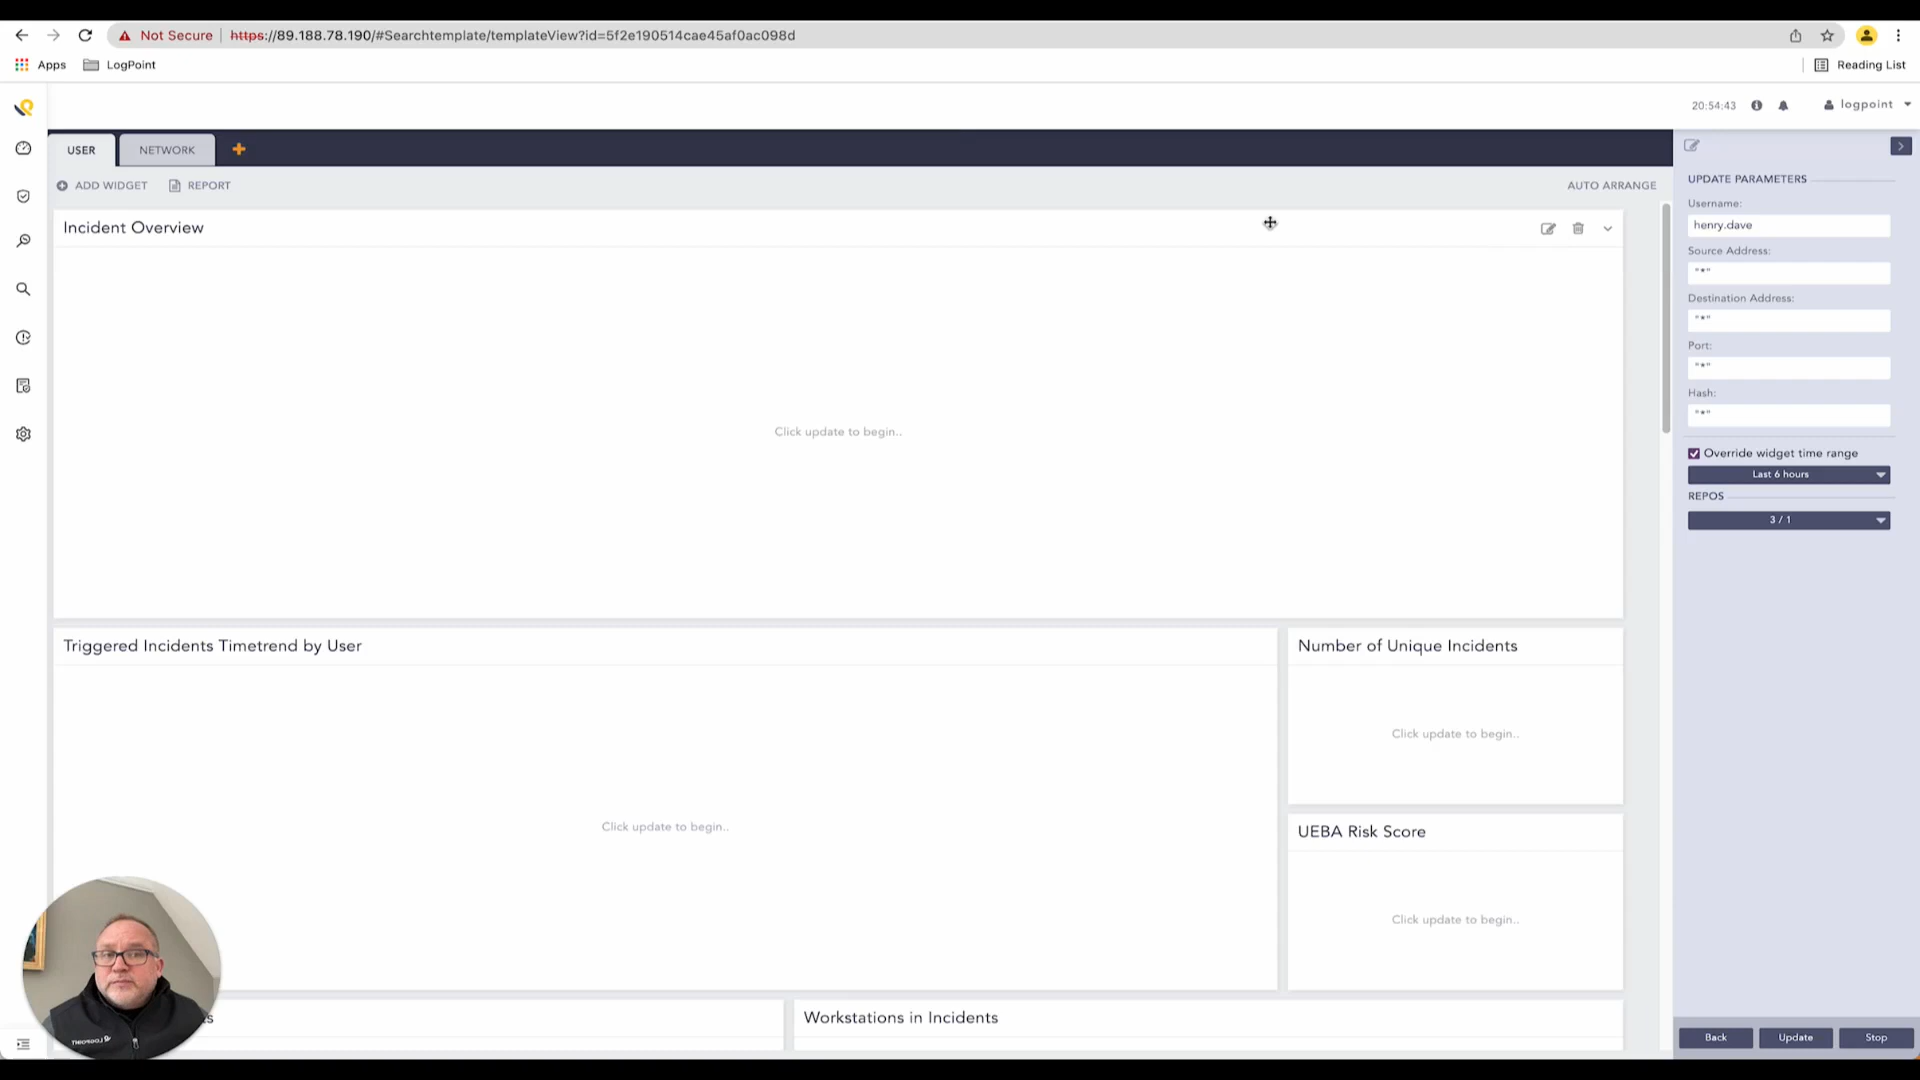 Not Secure
https://89.188.78.190/#Searchtemplate/templateView?id=5f2e190514cae45af0ac098d
Apps
LogPoint
Reading List
20:54:43
logpoint
USER
NETWORK
ADD WIDGET
REPORT
AUTO ARRANGE
Incident Overview
Click update to begin..
Triggered Incidents Timetrend by User
Click update to begin..
Number of Unique Incidents
Click update to begin..
UEBA Risk Score
Click update to begin..
Workstations in Incidents
UPDATE PARAMETERS
Username:
henry.dave
Source Address:
"*"
Destination Address:
"*"
Port:
"*"
Hash:
"*"
Override widget time range
Last 6 hours
REPOS
3 / 1
Back
Update
Stop